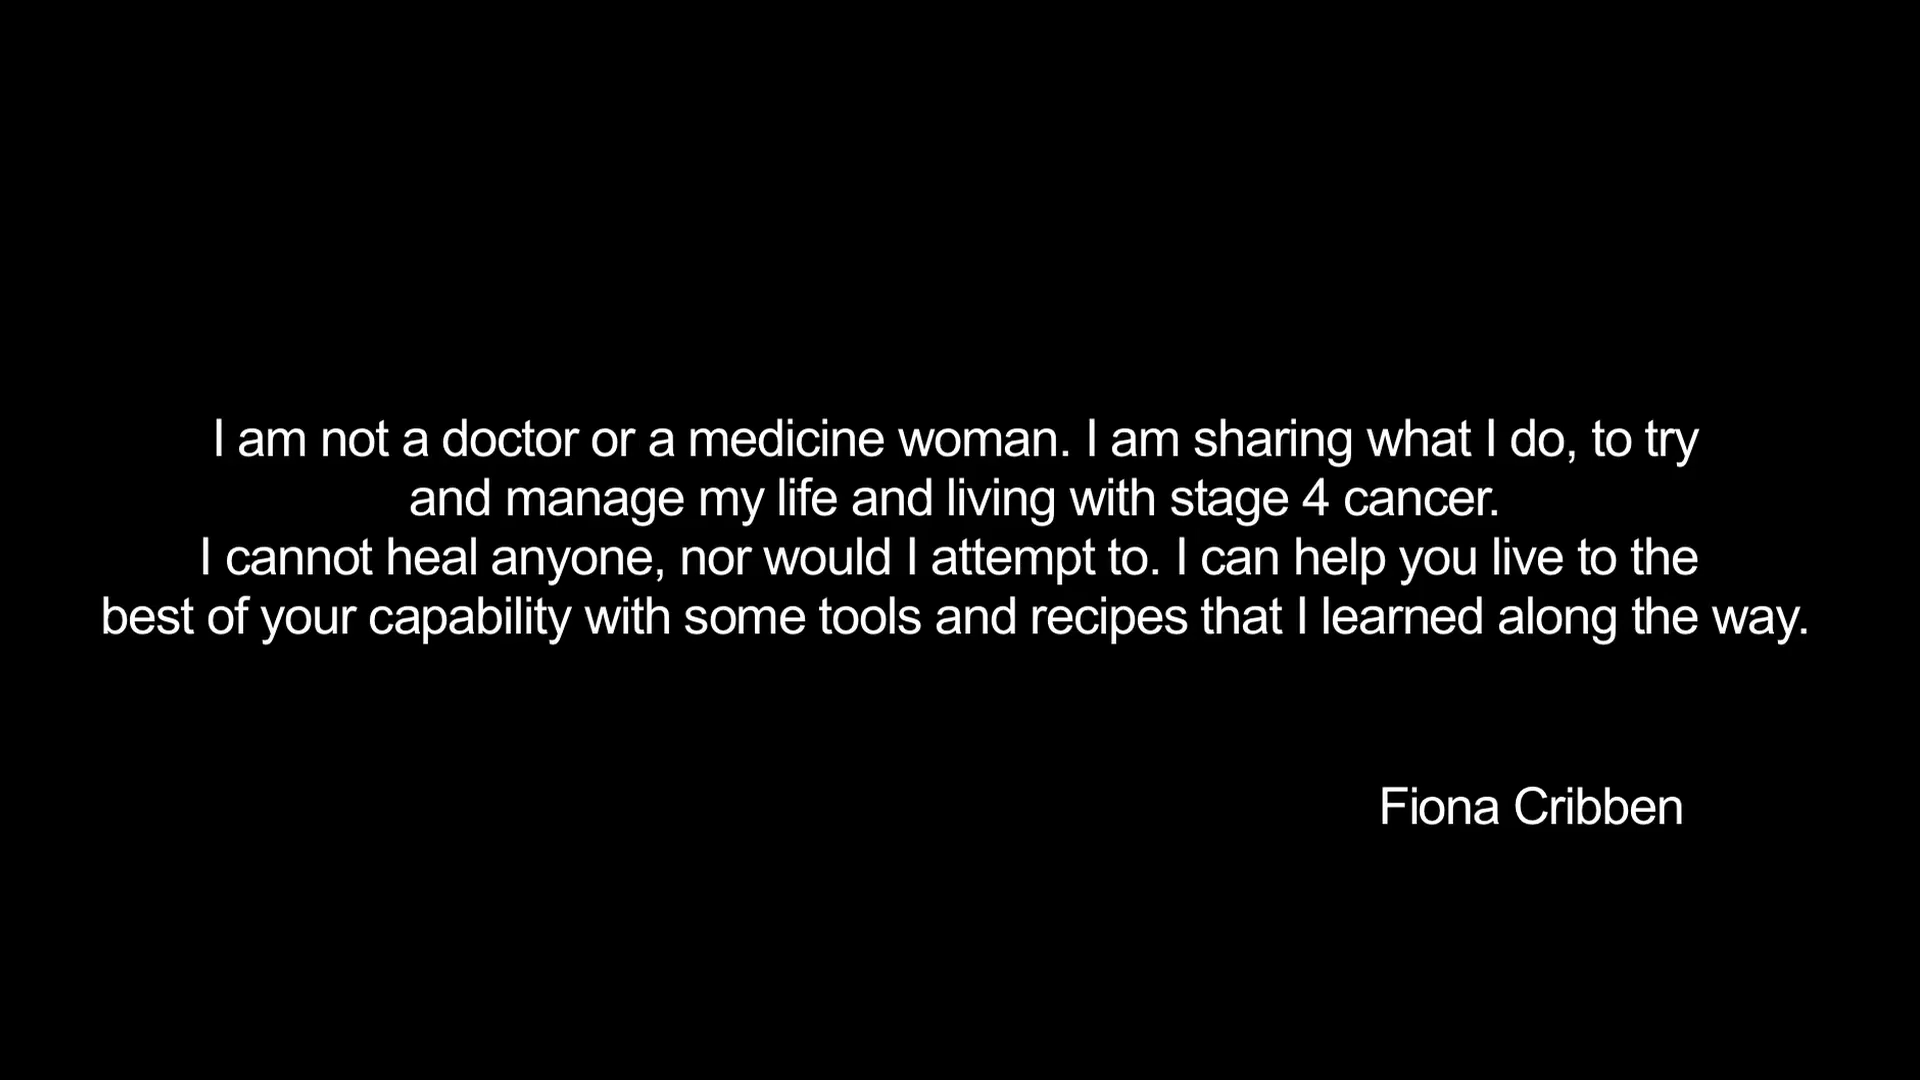 I am not a doctor or a medicine woman. I am sharing what I do, to try
and manage my life and living with stage 4 cancer.
I cannot heal anyone, nor would I attempt to. I can help you live to the
best of your capability with some tools and recipes that I learned along the way.
Fiona Cribben